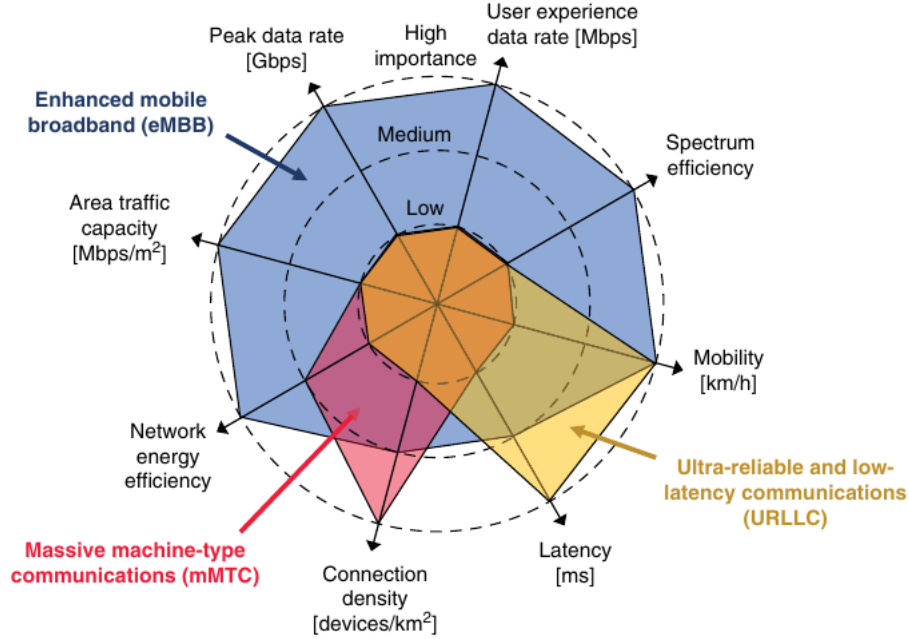 Peak data rate
[Gbps]
High
importance
User experience
data rate [Mbps]
Enhanced mobile
broadband (eMBB)
Medium
Spectrum
efficiency
Area traffic
capacity
[Mbps/m²]
Low
Mobility
[km/h]
Network
energy
efficiency
Ultra-reliable and low-
latency communications
(URLLC)
Massive machine-type
communications (mMTC)
Connection
density
[devices/km²]
Latency
[ms]